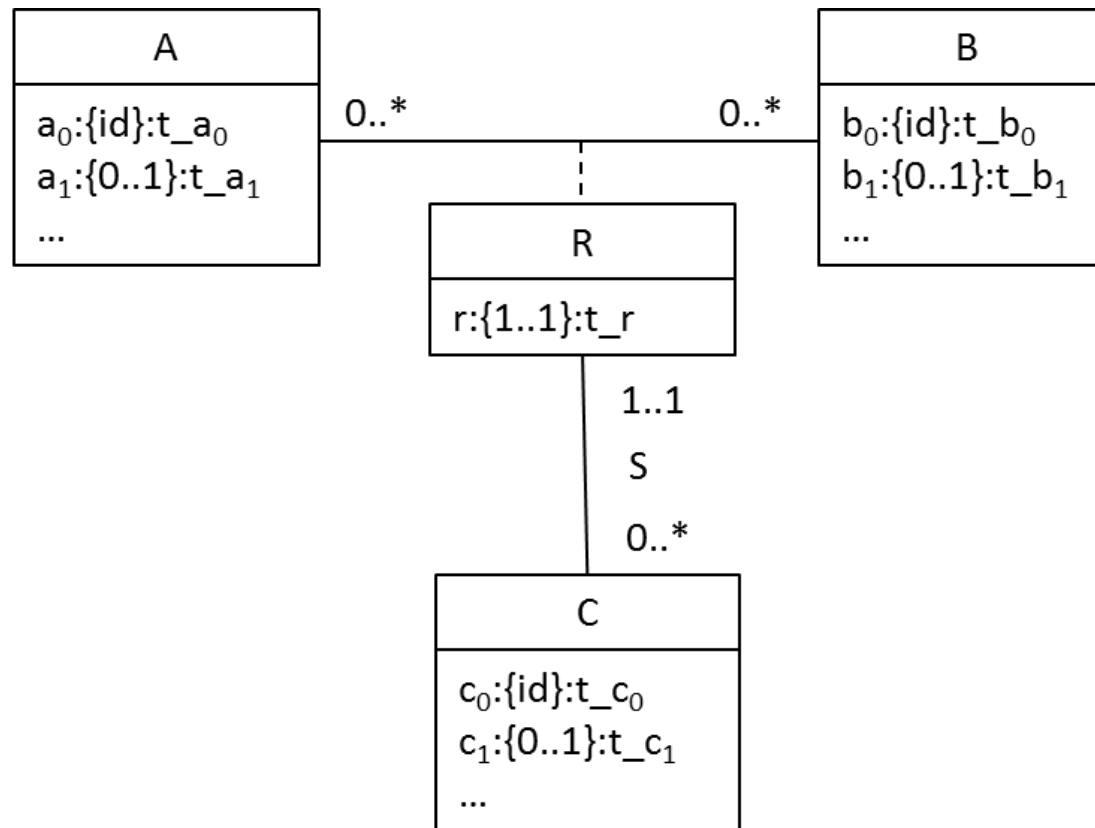 A
a₀:{id}:t_a₀
a₁:{0..1}:t_a₁
...
0..*
0..*
B
b₀:{id}:t_b₀
b₁:{0..1}:t_b₁
...
R
r:{1..1}:t_r
1..1
S
0..*
C
c₀:{id}:t_c₀
c₁:{0..1}:t_c₁
...